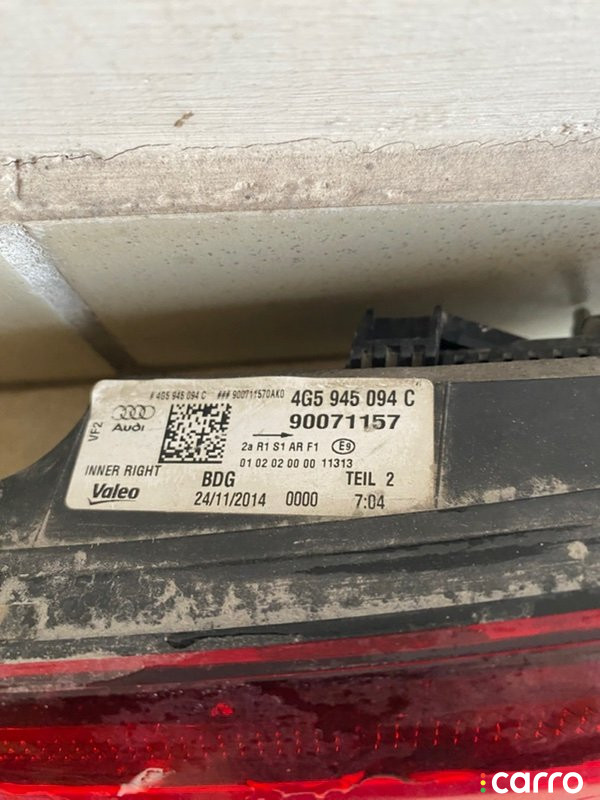 # 4G5 945 094 C ### 900711570AK0
4G5 945 094 C
90071157
VF2
Audi
2a R1 S1 AR F1 E9
01 02 02 00 00 11313
INNER RIGHT
BDG
TEIL 2
Valeo
24/11/2014 0000 7:04
carro